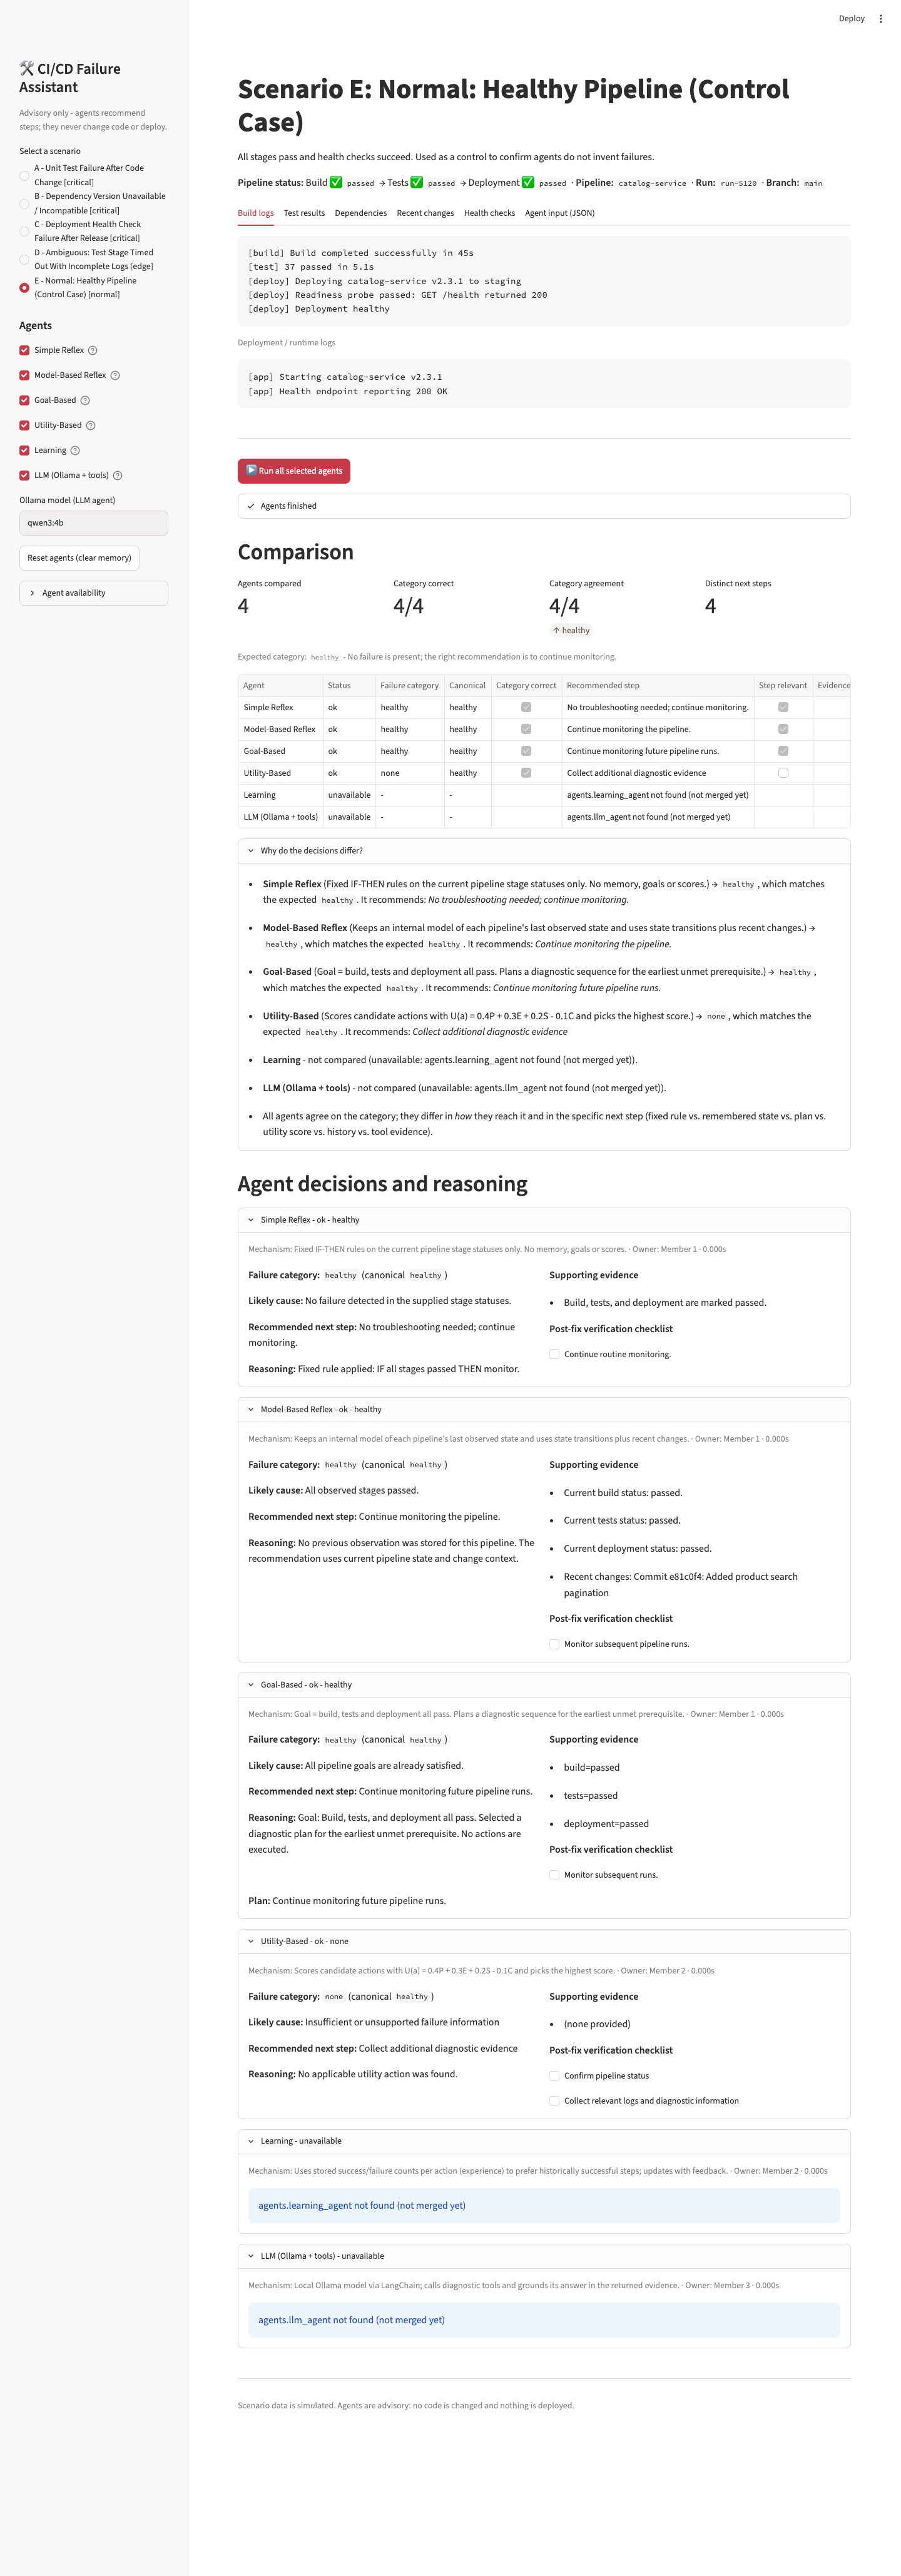 Deploy
🛠️ CI/CD Failure
Assistant
Advisory only - agents recommend
steps; they never change code or deploy.
Select a scenario
A - Unit Test Failure After Code
Change [critical]
B - Dependency Version Unavailable
/ Incompatible [critical]
C - Deployment Health Check
Failure After Release [critical]
D - Ambiguous: Test Stage Timed
Out With Incomplete Logs [edge]
E - Normal: Healthy Pipeline
(Control Case) [normal]
Agents
Simple Reflex
Model-Based Reflex
Goal-Based
Utility-Based
Learning
LLM (Ollama + tools)
Ollama model (LLM agent)
qwen3:4b
Reset agents (clear memory)
Agent availability
Scenario E: Normal: Healthy Pipeline (Control
Case)
All stages pass and health checks succeed. Used as a control to confirm agents do not invent failures.
Pipeline status: Build ✅ passed → Tests ✅ passed → Deployment ✅ passed · Pipeline: catalog-service · Run: run-5120 · Branch: main
Build logs Test results Dependencies Recent changes Health checks Agent input (JSON)
[build] Build completed successfully in 45s
[test] 37 passed in 5.1s
[deploy] Deploying catalog-service v2.3.1 to staging
[deploy] Readiness probe passed: GET /health returned 200
[deploy] Deployment healthy
Deployment / runtime logs
[app] Starting catalog-service v2.3.1
[app] Health endpoint reporting 200 OK
▶️ Run all selected agents
Agents finished
Comparison
Agents compared Category correct Category agreement Distinct next steps
4 4/4 4/4 4
↑ healthy
Expected category: healthy - No failure is present; the right recommendation is to continue monitoring.
Agent Status Failure category Canonical Category correct Recommended step Step relevant Evidence
Simple Reflex ok healthy healthy No troubleshooting needed; continue monitoring.
Model-Based Reflex ok healthy healthy Continue monitoring the pipeline.
Goal-Based ok healthy healthy Continue monitoring future pipeline runs.
Utility-Based ok none healthy Collect additional diagnostic evidence
Learning unavailable - - agents.learning_agent not found (not merged yet)
LLM (Ollama + tools) unavailable - - agents.llm_agent not found (not merged yet)
Why do the decisions differ?
• Simple Reflex (Fixed IF-THEN rules on the current pipeline stage statuses only. No memory, goals or scores.) → healthy , which matches
the expected healthy . It recommends: No troubleshooting needed; continue monitoring.
• Model-Based Reflex (Keeps an internal model of each pipeline's last observed state and uses state transitions plus recent changes.) →
healthy , which matches the expected healthy . It recommends: Continue monitoring the pipeline.
• Goal-Based (Goal = build, tests and deployment all pass. Plans a diagnostic sequence for the earliest unmet prerequisite.) → healthy ,
which matches the expected healthy . It recommends: Continue monitoring future pipeline runs.
• Utility-Based (Scores candidate actions with U(a) = 0.4P + 0.3E + 0.2S - 0.1C and picks the highest score.) → none , which matches the
expected healthy . It recommends: Collect additional diagnostic evidence
• Learning - not compared (unavailable: agents.learning_agent not found (not merged yet)).
• LLM (Ollama + tools) - not compared (unavailable: agents.llm_agent not found (not merged yet)).
• All agents agree on the category; they differ in how they reach it and in the specific next step (fixed rule vs. remembered state vs. plan vs.
utility score vs. history vs. tool evidence).
Agent decisions and reasoning
Simple Reflex - ok - healthy
Mechanism: Fixed IF-THEN rules on the current pipeline stage statuses only. No memory, goals or scores. · Owner: Member 1 · 0.000s
Failure category: healthy (canonical healthy )
Likely cause: No failure detected in the supplied stage statuses.
Recommended next step: No troubleshooting needed; continue
monitoring.
Reasoning: Fixed rule applied: IF all stages passed THEN monitor.
Supporting evidence
• Build, tests, and deployment are marked passed.
Post-fix verification checklist
Continue routine monitoring.
Model-Based Reflex - ok - healthy
Mechanism: Keeps an internal model of each pipeline's last observed state and uses state transitions plus recent changes. · Owner: Member 1 · 0.000s
Failure category: healthy (canonical healthy )
Likely cause: All observed stages passed.
Recommended next step: Continue monitoring the pipeline.
Reasoning: No previous observation was stored for this pipeline. The
recommendation uses current pipeline state and change context.
Supporting evidence
• Current build status: passed.
• Current tests status: passed.
• Current deployment status: passed.
• Recent changes: Commit e81c0f4: Added product search
pagination
Post-fix verification checklist
Monitor subsequent pipeline runs.
Goal-Based - ok - healthy
Mechanism: Goal = build, tests and deployment all pass. Plans a diagnostic sequence for the earliest unmet prerequisite. · Owner: Member 1 · 0.000s
Failure category: healthy (canonical healthy )
Likely cause: All pipeline goals are already satisfied.
Recommended next step: Continue monitoring future pipeline runs.
Reasoning: Goal: Build, tests, and deployment all pass. Selected a
diagnostic plan for the earliest unmet prerequisite. No actions are
executed.
Supporting evidence
• build=passed
• tests=passed
• deployment=passed
Post-fix verification checklist
Monitor subsequent runs.
Plan: Continue monitoring future pipeline runs.
Utility-Based - ok - none
Mechanism: Scores candidate actions with U(a) = 0.4P + 0.3E + 0.2S - 0.1C and picks the highest score. · Owner: Member 2 · 0.000s
Failure category: none (canonical healthy )
Likely cause: Insufficient or unsupported failure information
Recommended next step: Collect additional diagnostic evidence
Reasoning: No applicable utility action was found.
Supporting evidence
• (none provided)
Post-fix verification checklist
Confirm pipeline status
Collect relevant logs and diagnostic information
Learning - unavailable
Mechanism: Uses stored success/failure counts per action (experience) to prefer historically successful steps; updates with feedback. · Owner: Member 2 · 0.000s
agents.learning_agent not found (not merged yet)
LLM (Ollama + tools) - unavailable
Mechanism: Local Ollama model via LangChain; calls diagnostic tools and grounds its answer in the returned evidence. · Owner: Member 3 · 0.000s
agents.llm_agent not found (not merged yet)
Scenario data is simulated. Agents are advisory: no code is changed and nothing is deployed.